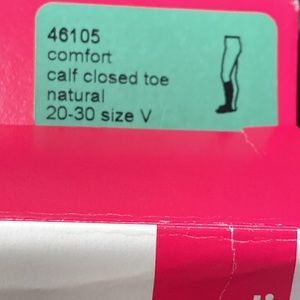 46105
comfort
calf closed toe
natural
20-30 size V